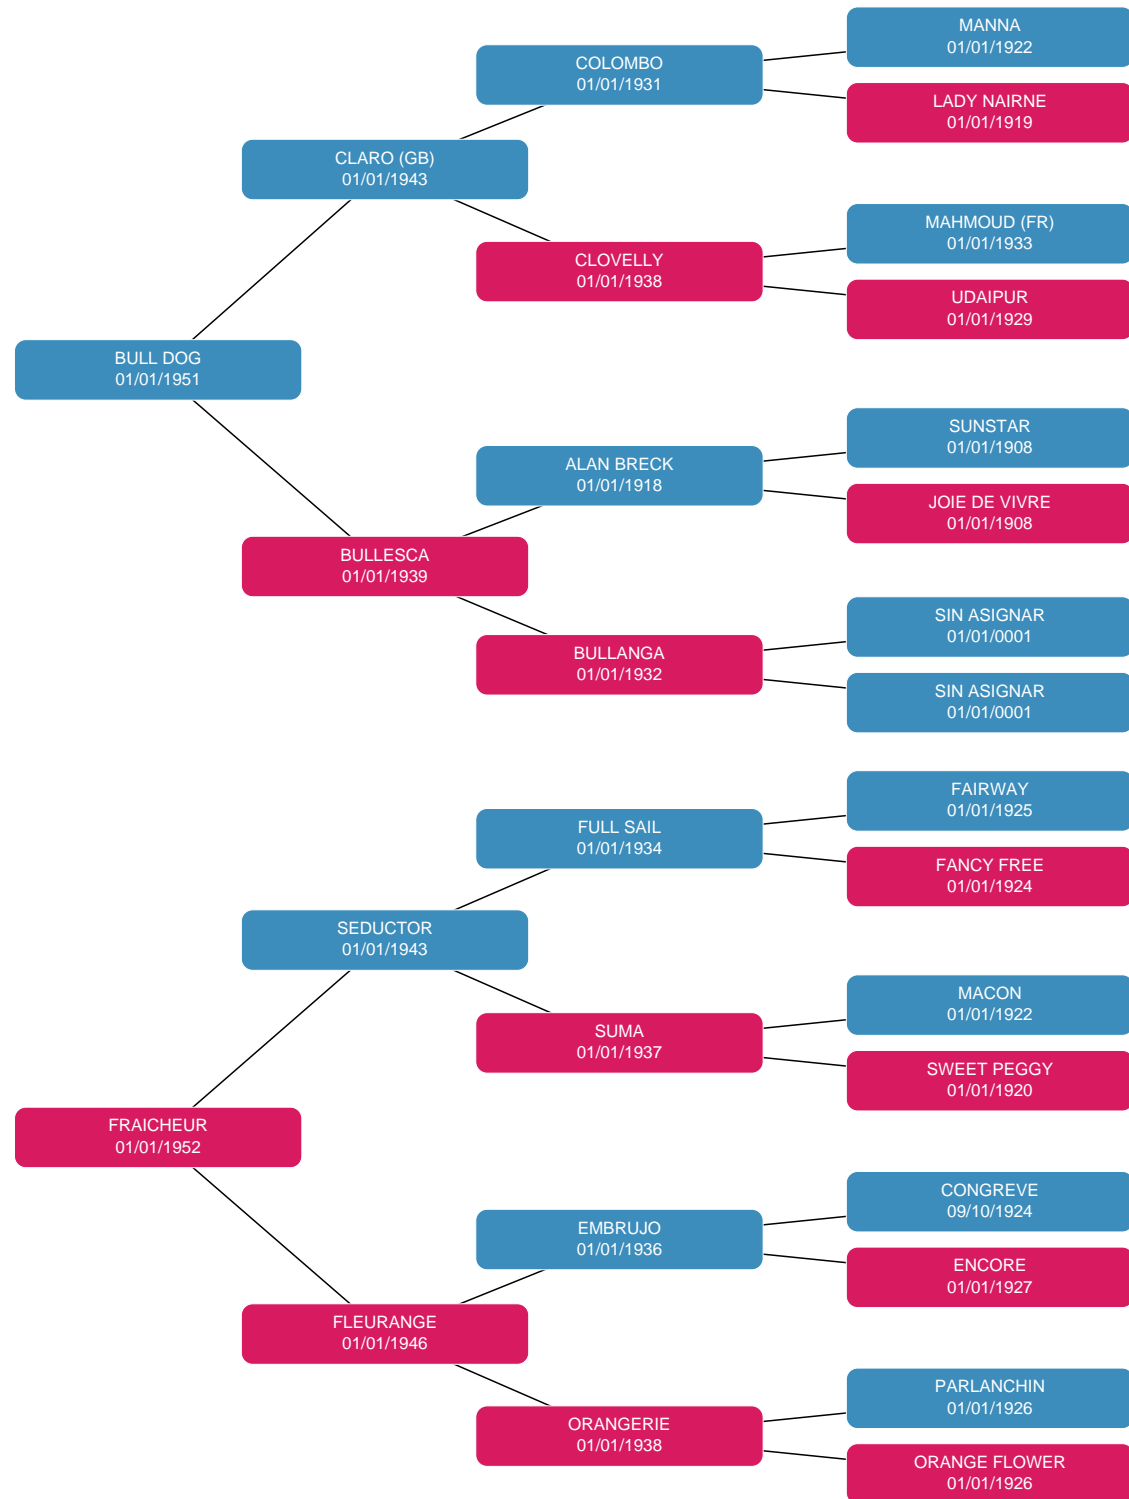 MANNA
01/01/1922
COLOMBO
01/01/1931
LADY NAIRNE
01/01/1919
CLARO (GB)
01/01/1943
MAHMOUD (FR)
01/01/1933
CLOVELLY
01/01/1938
UDAIPUR
01/01/1929
BULL DOG
01/01/1951
SUNSTAR
01/01/1908
ALAN BRECK
01/01/1918
JOIE DE VIVRE
01/01/1908
BULLESCA
01/01/1939
SIN ASIGNAR
01/01/0001
BULLANGA
01/01/1932
SIN ASIGNAR
01/01/0001
FAIRWAY
01/01/1925
FULL SAIL
01/01/1934
FANCY FREE
01/01/1924
SEDUCTOR
01/01/1943
MACON
01/01/1922
SUMA
01/01/1937
SWEET PEGGY
01/01/1920
FRAICHEUR
01/01/1952
CONGREVE
09/10/1924
EMBRUJO
01/01/1936
ENCORE
01/01/1927
FLEURANGE
01/01/1946
PARLANCHIN
01/01/1926
ORANGERIE
01/01/1938
ORANGE FLOWER
01/01/1926